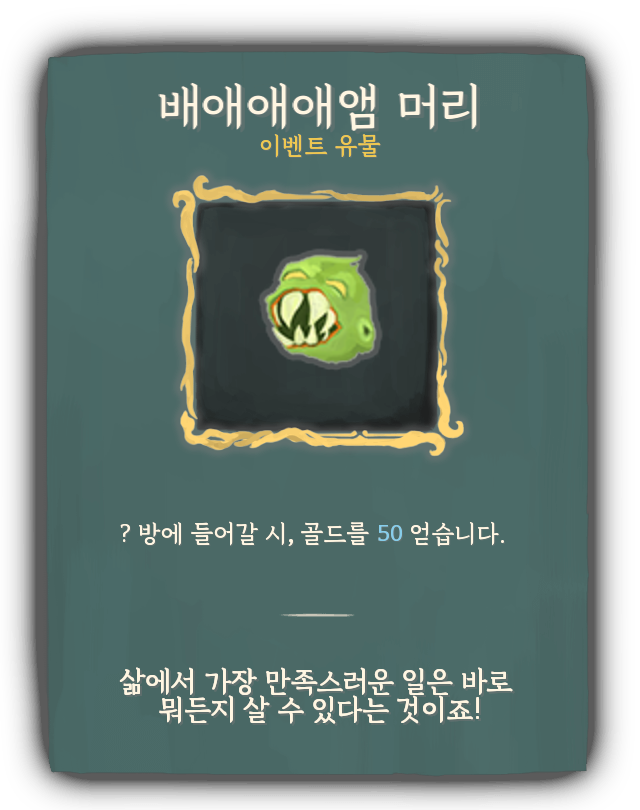 배애애애앰 머리
이벤트 유물
? 방에 들어갈 시, 골드를 50 얻습니다.
삶에서 가장 만족스러운 일은 바로
뭐든지 살 수 있다는 것이죠!